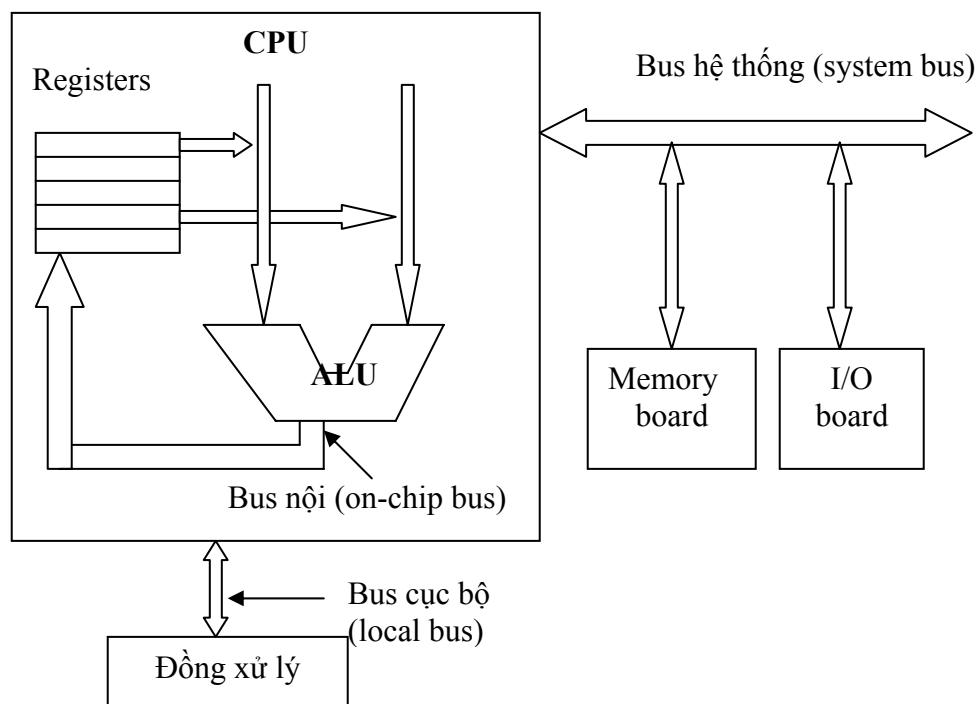 CPU
Registers
Bus hệ thống (system bus)
ALU
Memory
board
I/O
board
Bus nội (on-chip bus)
Bus cục bộ
(local bus)
Đồng xử lý